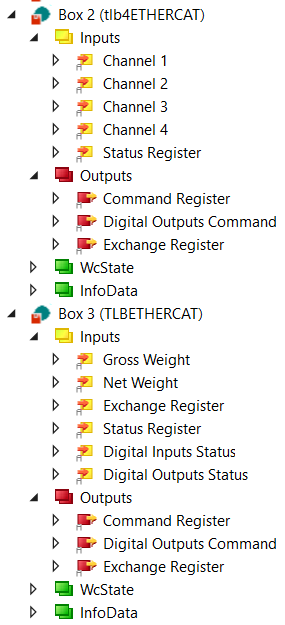 Box 2 (tlb4ETHERCAT)
Inputs
Channel 1
Channel 2
Channel 3
Channel 4
Status Register
Outputs
Command Register
Digital Outputs Command
Exchange Register
WcState
InfoData
Box 3 (TLBETHERCAT)
Inputs
Gross Weight
Net Weight
Exchange Register
Status Register
Digital Inputs Status
Digital Outputs Status
Outputs
Command Register
Digital Outputs Command
Exchange Register
WcState
InfoData